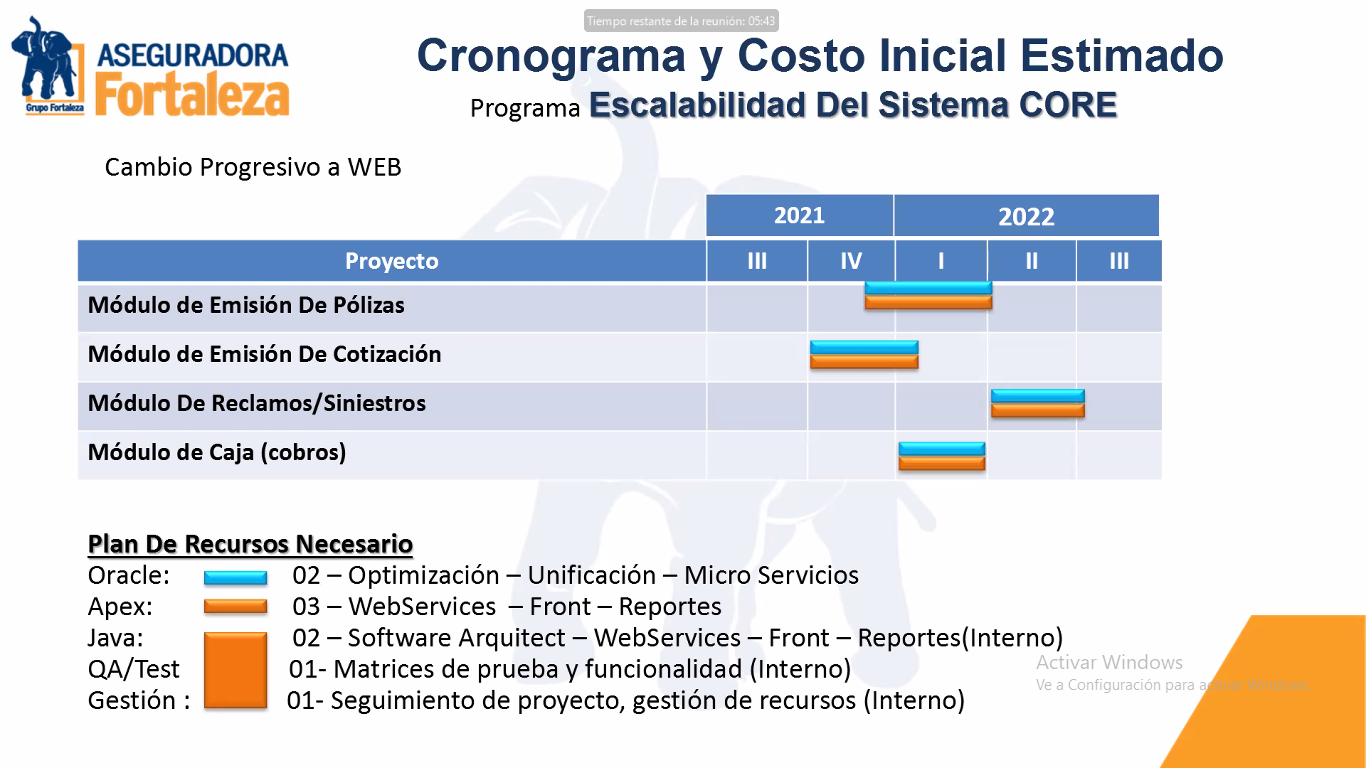 Tiempo restante de la reunión: 05:43
ASEGURADORA
Fortaleza
Grupo Fortaleza
Cronograma y Costo Inicial Estimado
Programa Escalabilidad Del Sistema CORE
Cambio Progresivo a WEB
2021 2022
Proyecto III IV I II III
Módulo de Emisión De Pólizas
Módulo de Emisión De Cotización
Módulo De Reclamos/Siniestros
Módulo de Caja (cobros)
Plan De Recursos Necesario
Oracle: 02 – Optimización – Unificación – Micro Servicios
Apex: 03 – WebServices – Front – Reportes
Java: 02 – Software Arquitect – WebServices – Front – Reportes(Interno)
QA/Test 01- Matrices de prueba y funcionalidad (Interno)
Gestión : 01- Seguimiento de proyecto, gestión de recursos (Interno)
Activar Windows
Ve a Configuración para activar Windows.